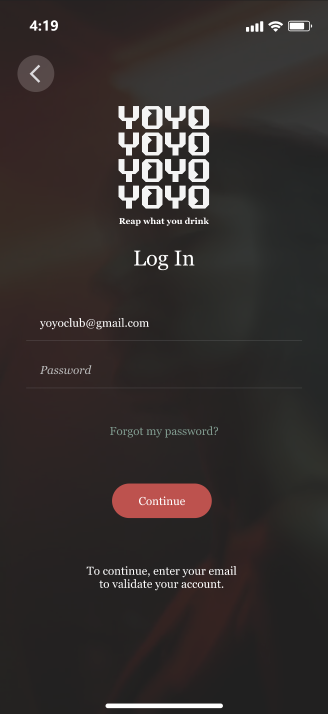 4:19
YOYO
YOYO
YOYO
YOYO
Reap what you drink
Log In
yoyoclub@gmail.com
Password
Forgot my password?
Continue
To continue, enter your email
to validate your account.